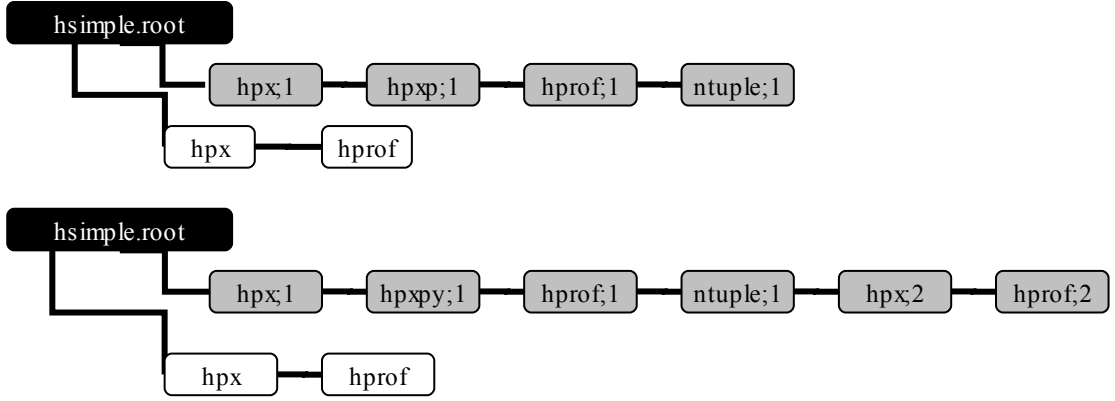 hsimple.root
hpx;1 hpxp;1 hprof;1 ntuple;1
hpx hprof
hsimple.root
hpx;1 hpxpy;1 hprof;1 ntuple;1 hpx;2 hprof;2
hpx hprof